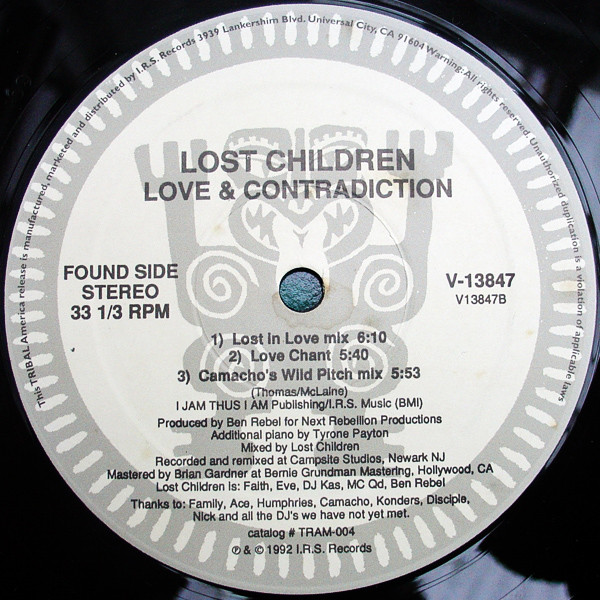 This TRIBAL America release is manufactured, marketed and distributed by I.R.S. Records 3939 Lankershim Blvd. Universal City, CA 91604 Warning: All rights reserved. Unauthorized duplication is a violation of applicable laws
LOST CHILDREN
LOVE & CONTRADICTION
FOUND SIDE
STEREO
33 1/3 RPM
V-13847
V13847B
1) Lost in Love mix 6:10
2) Love Chant 5:40
3) Camacho's Wild Pitch mix 5:53
(Thomas/McLaine)
I JAM THUS I AM Publishing/I.R.S. Music (BMI)
Produced by Ben Rebel for Next Rebellion Productions
Additional piano by Tyrone Payton
Mixed by Lost Children
Recorded and remixed at Campsite Studios, Newark NJ
Mastered by Brian Gardner at Bernie Grundman Mastering, Hollywood, CA
Lost Children is: Faith, Eve, DJ Kas, MC Qd, Ben Rebel
Thanks to: Family, Ace, Humphries, Camacho, Konders, Disciple,
Nick and all the DJ's we have not yet met.
catalog # TRAM-004
℗ & © 1992 I.R.S. Records